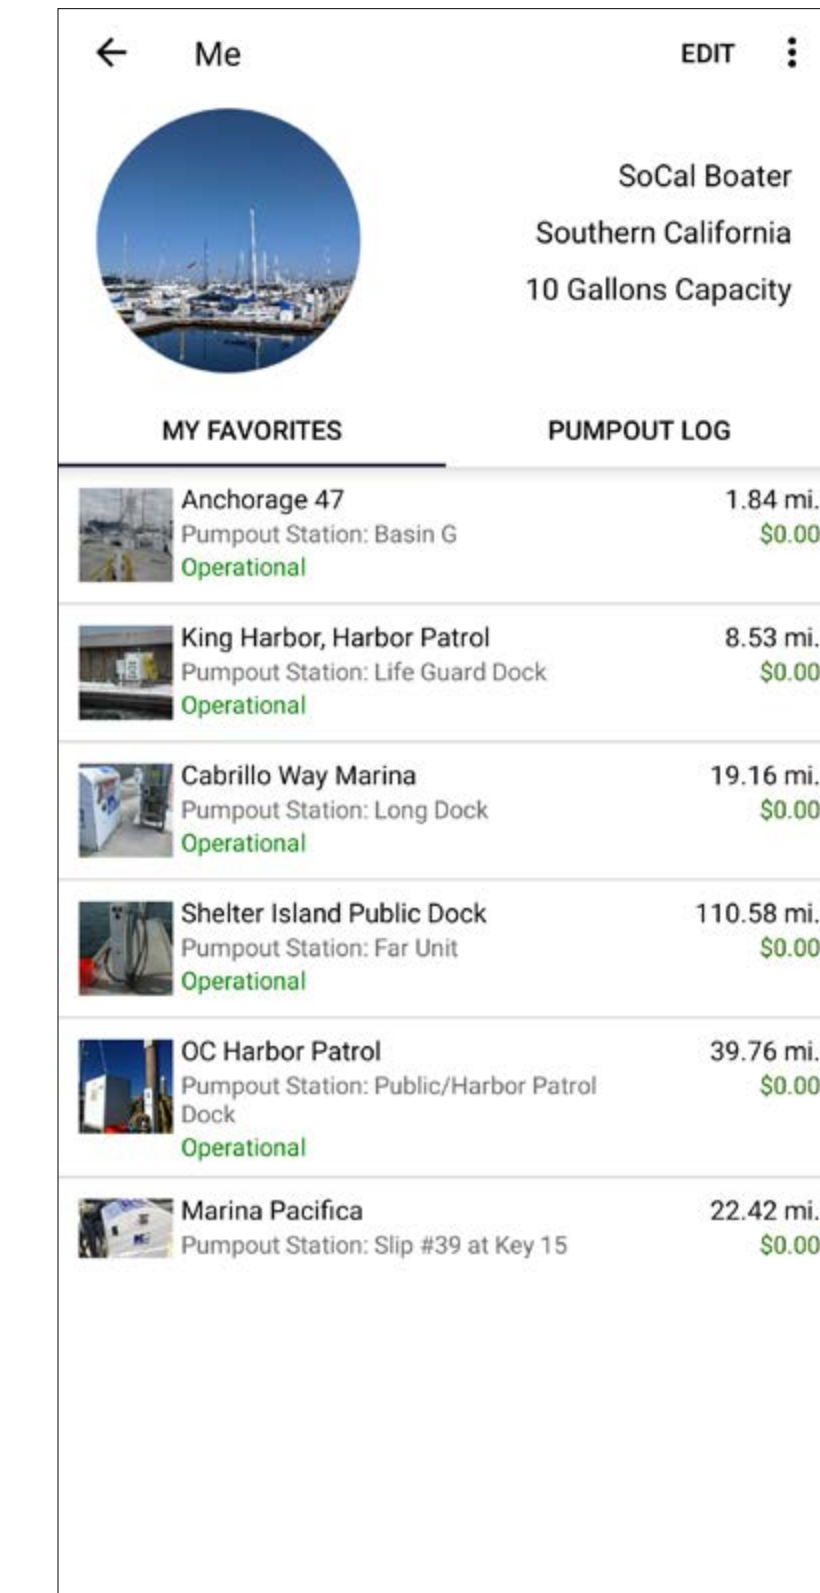 Me
EDIT
SoCal Boater
Southern California
10 Gallons Capacity
MY FAVORITES
PUMPOUT LOG
Anchorage 47
1.84 mi.
Pumpout Station: Basin G
$0.00
Operational
King Harbor, Harbor Patrol
8.53 mi.
Pumpout Station: Life Guard Dock
$0.00
Operational
Cabrillo Way Marina
19.16 mi.
Pumpout Station: Long Dock
$0.00
Operational
Shelter Island Public Dock
110.58 mi.
Pumpout Station: Far Unit
$0.00
Operational
OC Harbor Patrol
39.76 mi.
Pumpout Station: Public/Harbor Patrol
$0.00
Dock
Operational
Marina Pacifica
22.42 mi.
Pumpout Station: Slip #39 at Key 15
$0.00